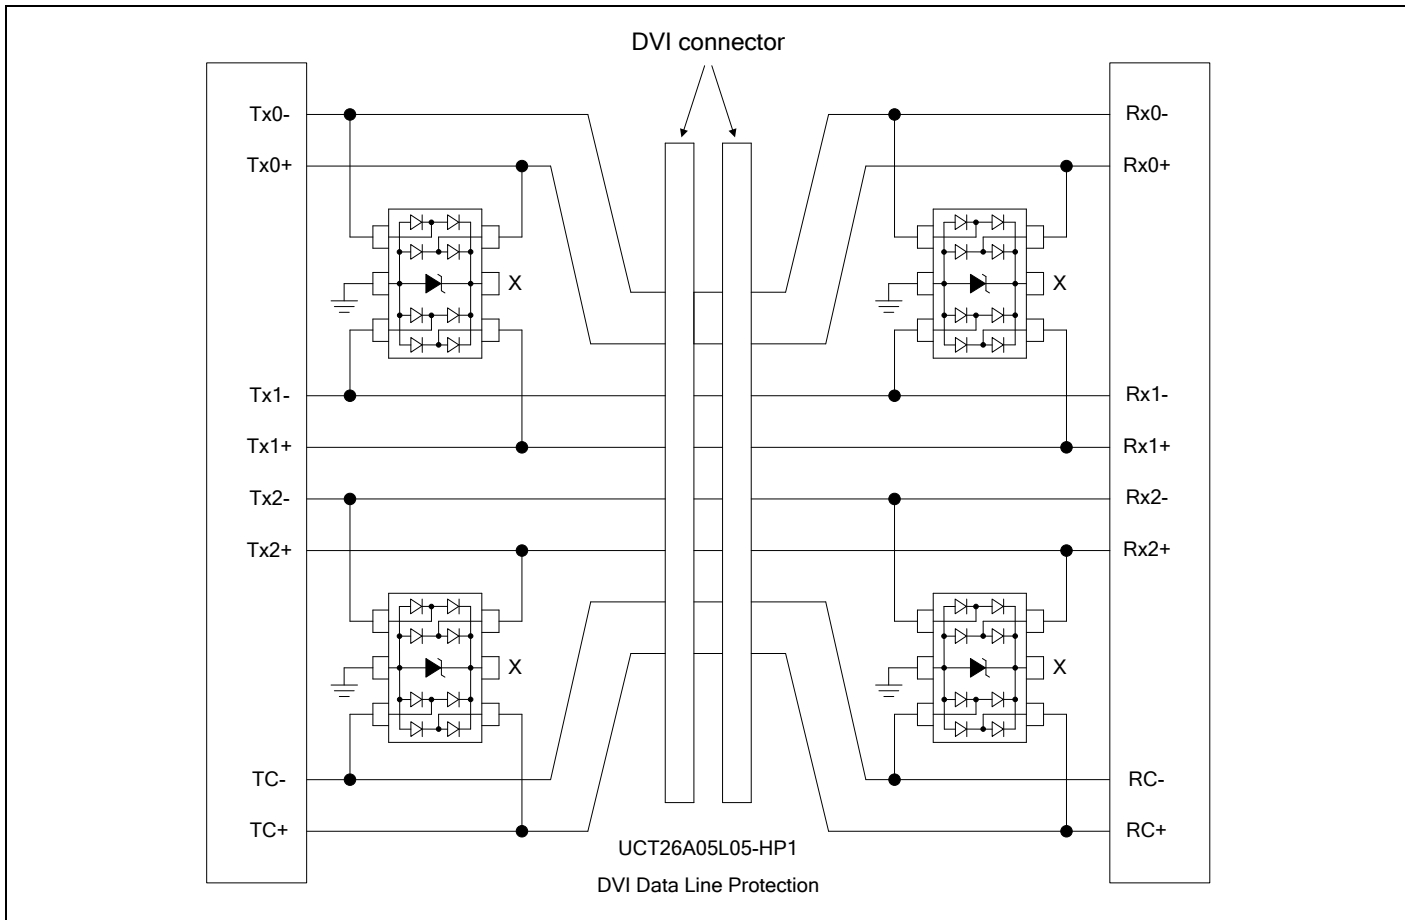 DVI connector
Tx0-
Tx0+
X
Tx1-
Tx1+
Tx2-
Tx2+
X
TC-
TC+
Rx0-
Rx0+
X
Rx1-
Rx1+
Rx2-
Rx2+
X
RC-
RC+
UCT26A05L05-HP1
DVI Data Line Protection